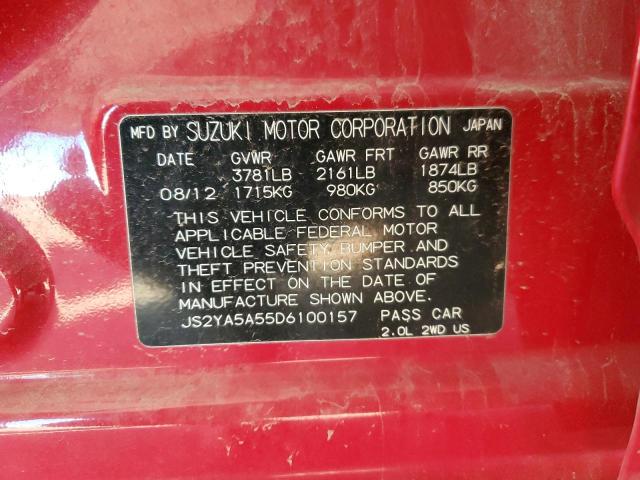 MFD BY SUZUKI MOTOR CORPORATION JAPAN
DATE GVWR GAWR FRT GAWR RR
3781LB 2161LB 1874LB
08/12 1715KG 980KG 850KG
THIS VEHICLE CONFORMS TO ALL
APPLICABLE FEDERAL MOTOR
VEHICLE SAFETY, BUMPER AND
THEFT PREVENTION STANDARDS
IN EFFECT ON THE DATE OF
MANUFACTURE SHOWN ABOVE.
JS2YA5A55D6100157 PASS CAR
2.0L 2WD US